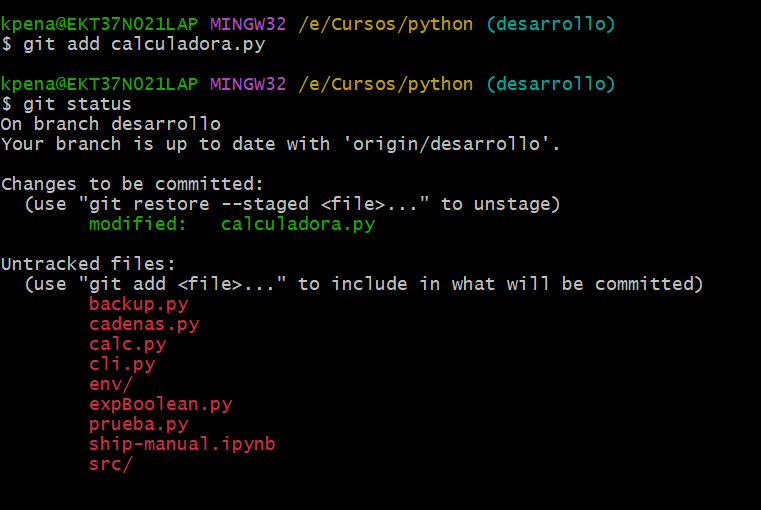 kpena@EKT37NO21LAP MINGW32 /e/Cursos/python (desarrollo)
$ git add calculadora.py
kpena@EKT37NO21LAP MINGW32 /e/Cursos/python (desarrollo)
$ git status
On branch desarrollo
Your branch is up to date with 'origin/desarrollo'.
Changes to be committed:
  (use "git restore --staged <file>..." to unstage)
        modified:   calculadora.py
Untracked files:
  (use "git add <file>..." to include in what will be committed)
        backup.py
        cadenas.py
        calc.py
        cli.py
        env/
        expBoolean.py
        prueba.py
        ship-manual.ipynb
        src/